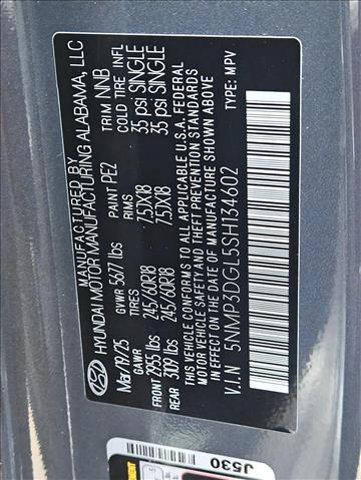 MANUFACTURED BY
HYUNDAI MOTOR MANUFACTURING ALABAMA, LLC
Mar/19/25 GVWR 5677 lbs PAINT PE2 TRIM NNB
GAWR TIRES RIMS COLD TIRE INFL
FRONT 2955 lbs 245/60R18 7.5JX18 35 psi SINGLE
REAR 3109 lbs 245/60R18 7.5JX18 35 psi SINGLE
THIS VEHICLE CONFORMS TO ALL APPLICABLE U.S.A. FEDERAL
MOTOR VEHICLE SAFETY AND THEFT PREVENTION STANDARDS
IN EFFECT ON THE DATE OF MANUFACTURE SHOWN ABOVE
V.I.N 5NMP3DGL5SH134602 TYPE: MPV
J530